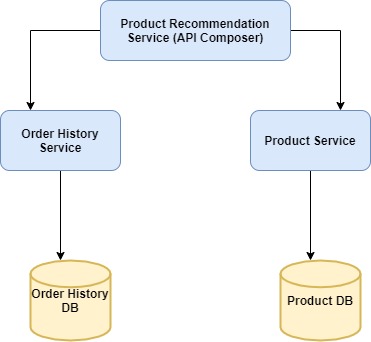 Product Recommendation
Service (API Composer)
Order History
Service
Product Service
Order History
DB
Product DB